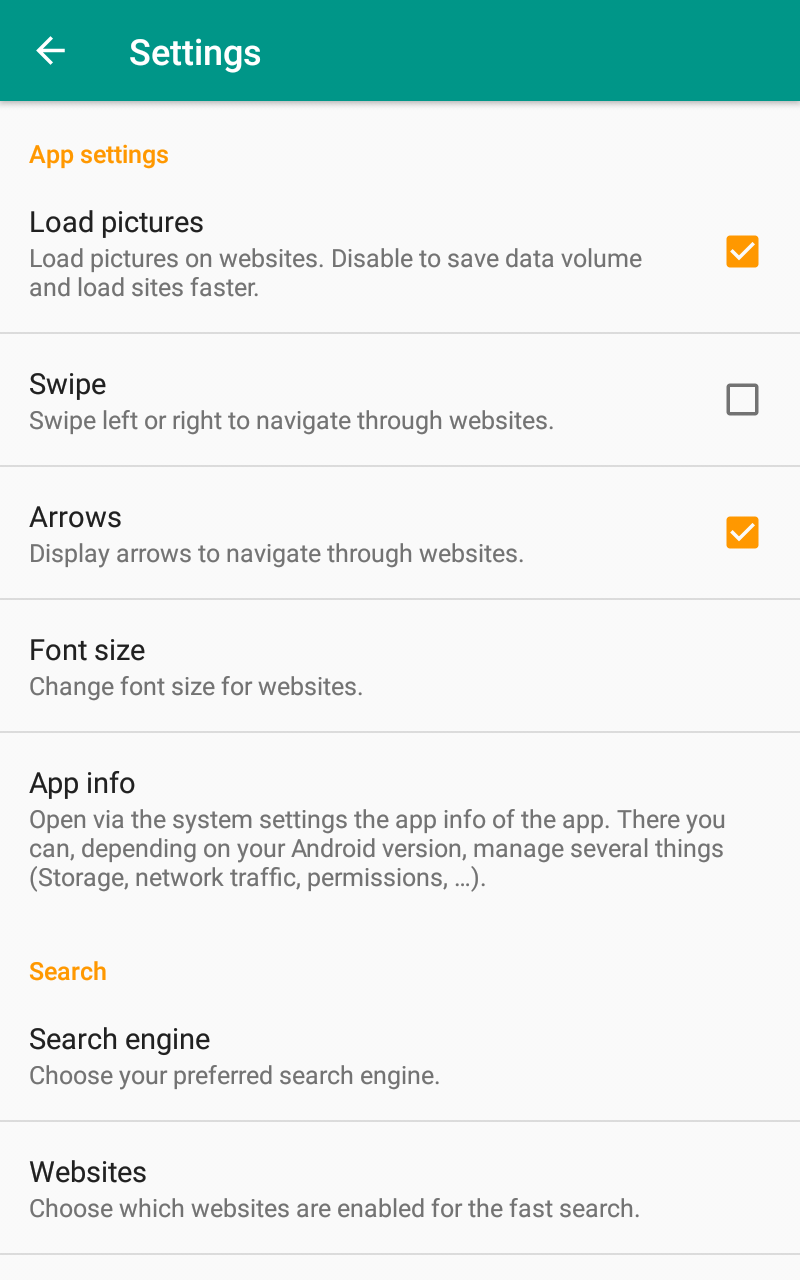 Settings
App settings
Load pictures
Load pictures on websites. Disable to save data volume
and load sites faster.
Swipe
Swipe left or right to navigate through websites.
Arrows
Display arrows to navigate through websites.
Font size
Change font size for websites.
App info
Open via the system settings the app info of the app. There you
can, depending on your Android version, manage several things
(Storage, network traffic, permissions, …).
Search
Search engine
Choose your preferred search engine.
Websites
Choose which websites are enabled for the fast search.